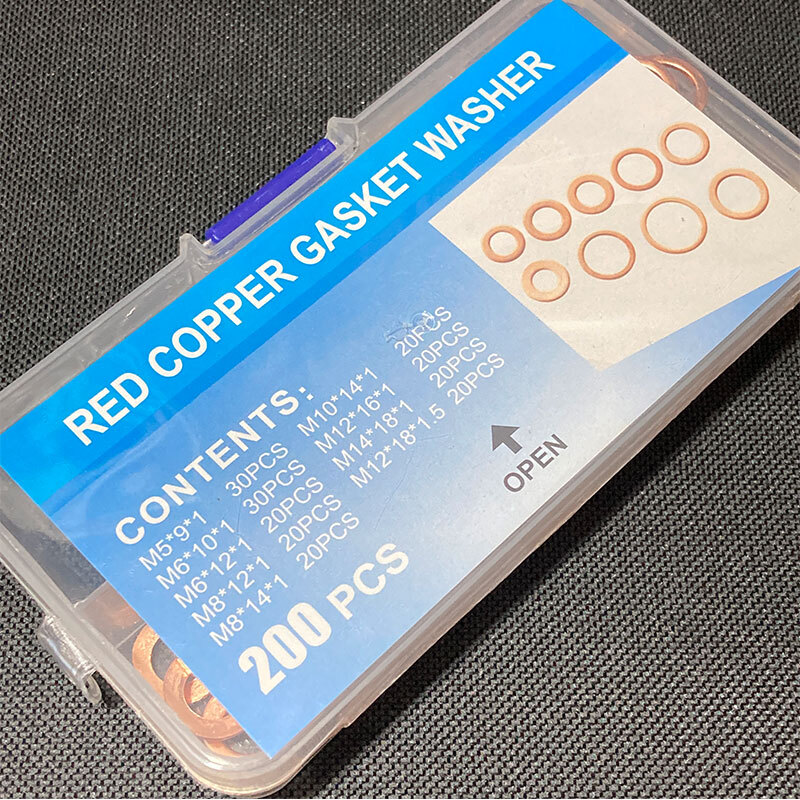 RED COPPER GASKET WASHER
CONTENTS:
M5*9*1 30PCS
M6*10*1 30PCS
M6*12*1 20PCS
M8*12*1 20PCS
M8*14*1 20PCS
M10*14*1 20PCS
M12*16*1 20PCS
M14*18*1 20PCS
M12*18*1.5 20PCS
200 PCS
OPEN